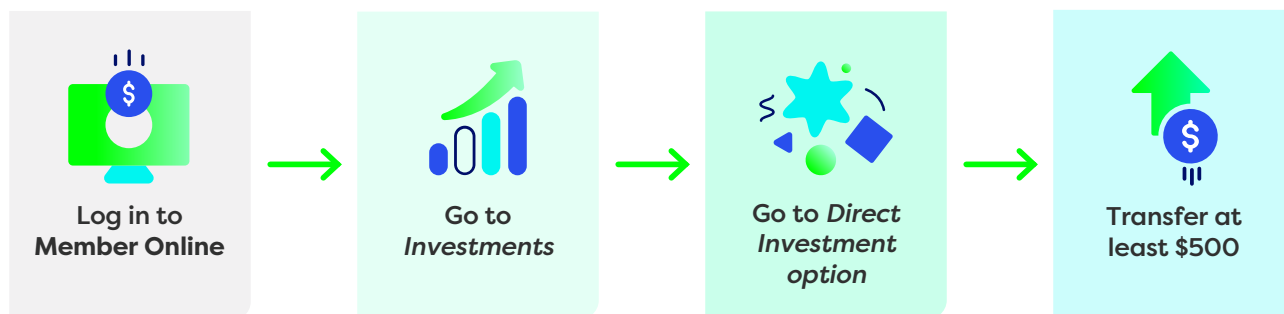 $
Log in to
Member Online
Go to
Investments
Go to Direct
Investment
option
$
Transfer at
least $500